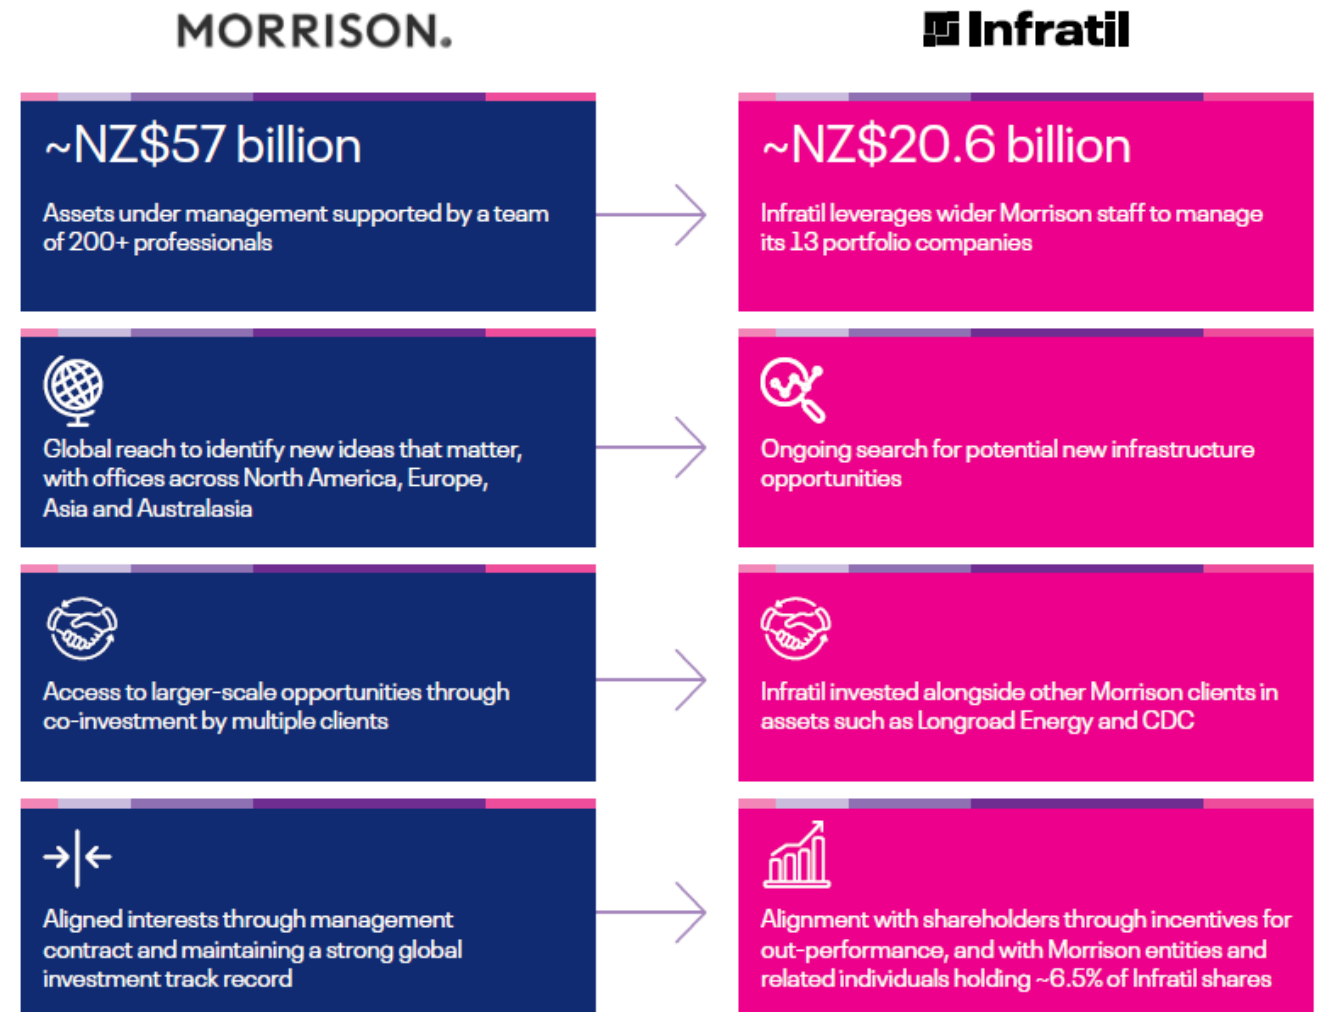 MORRISON.
Infratil
~NZ$57 billion
Assets under management supported by a team
of 200+ professionals
~NZ$20.6 billion
Infratil leverages wider Morrison staff to manage
its 13 portfolio companies
Global reach to identify new ideas that matter,
with offices across North America, Europe,
Asia and Australasia
Ongoing search for potential new infrastructure
opportunities
Access to larger-scale opportunities through
co-investment by multiple clients
Infratil invested alongside other Morrison clients in
assets such as Longroad Energy and CDC
Aligned interests through management
contract and maintaining a strong global
investment track record
Alignment with shareholders through incentives for
out-performance, and with Morrison entities and
related individuals holding ~6.5% of Infratil shares